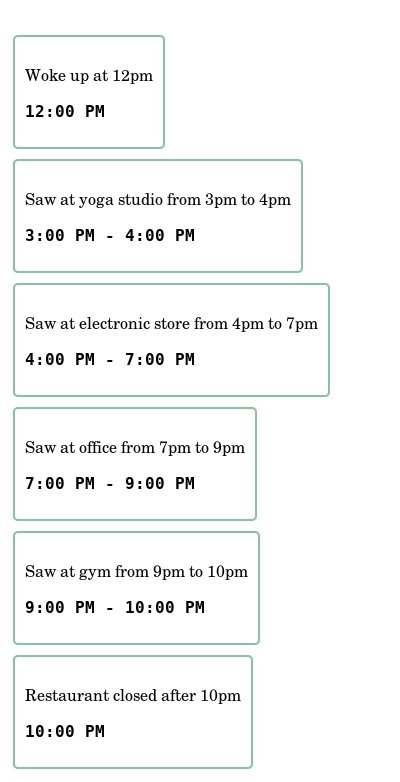 Woke up at 12pm
12:00 PM
Saw at yoga studio from 3pm to 4pm
3:00 PM - 4:00 PM
Saw at electronic store from 4pm to 7pm
4:00 PM - 7:00 PM
Saw at office from 7pm to 9pm
7:00 PM - 9:00 PM
Saw at gym from 9pm to 10pm
9:00 PM - 10:00 PM
Restaurant closed after 10pm
10:00 PM